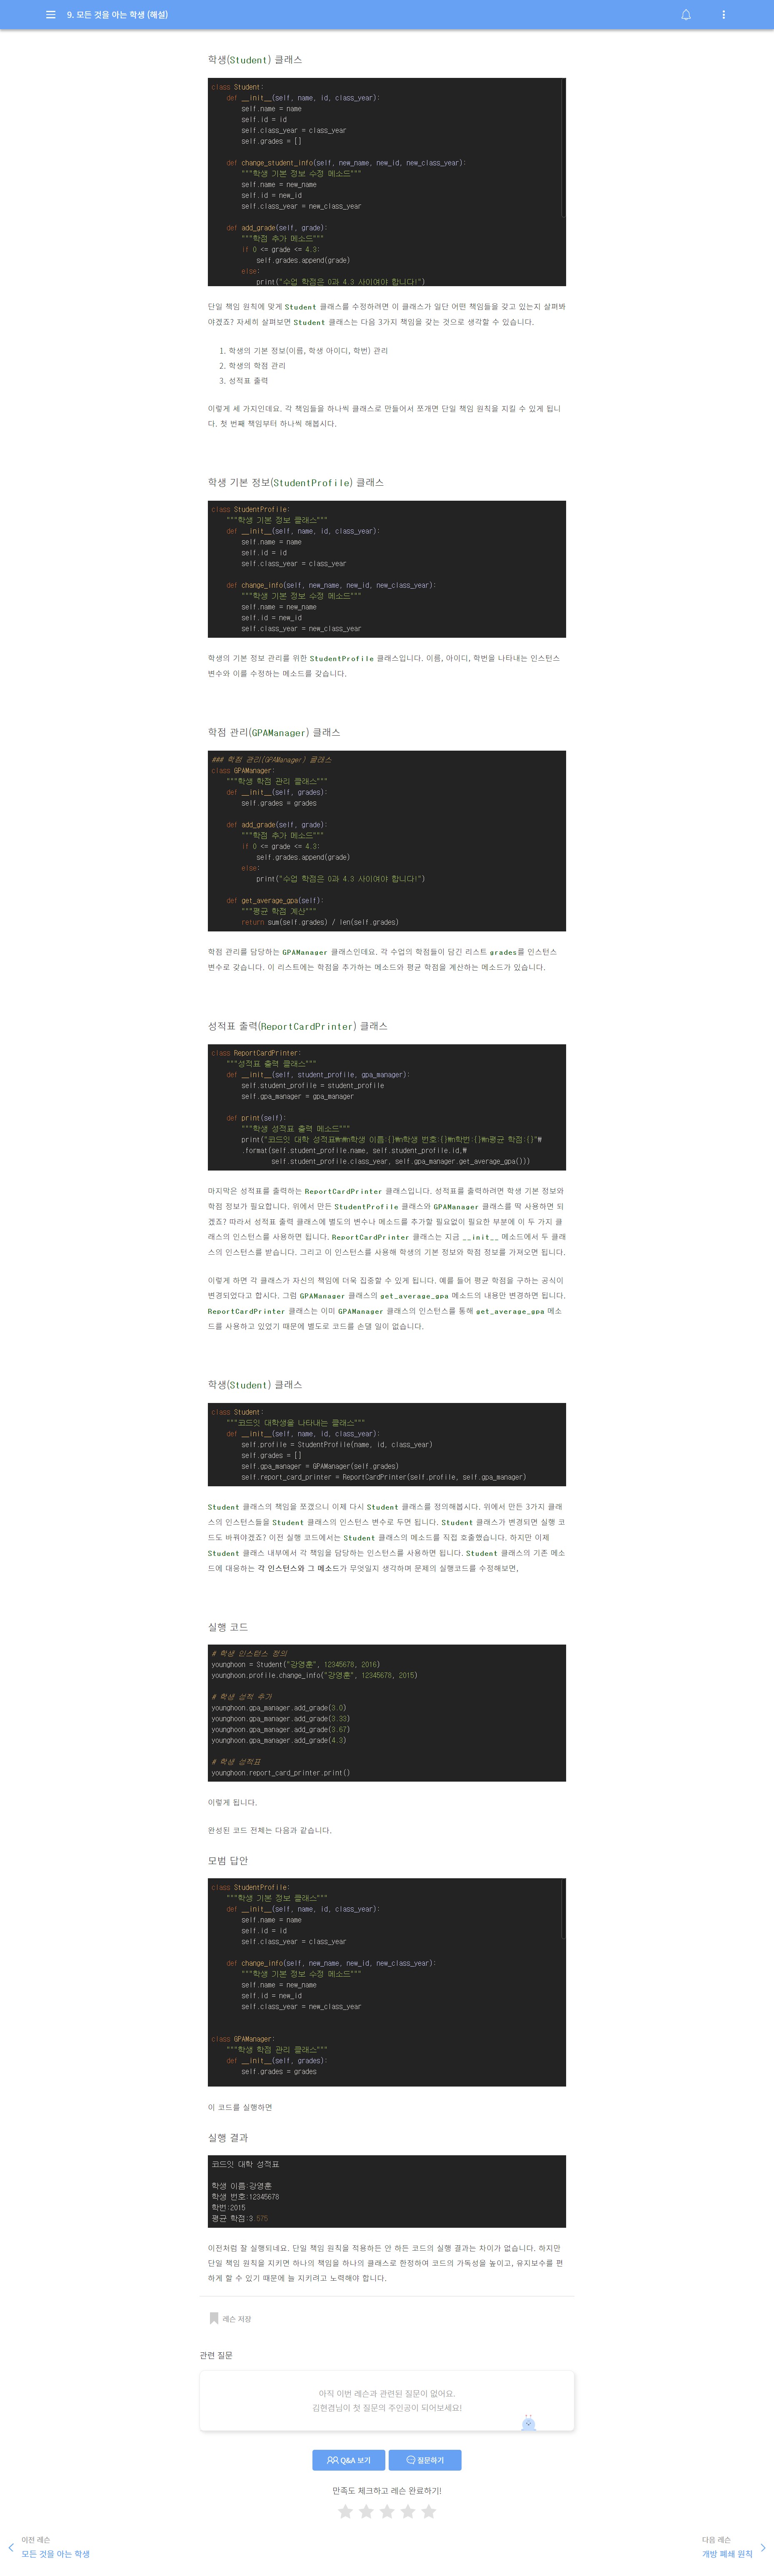 9. 모든 것을 아는 학생 (해설)
학생(Student) 클래스
class Student:
    def __init__(self, name, id, class_year):
        self.name = name
        self.id = id
        self.class_year = class_year
        self.grades = []

    def change_student_info(self, new_name, new_id, new_class_year):
        """학생 기본 정보 수정 메소드"""
        self.name = new_name
        self.id = new_id
        self.class_year = new_class_year

    def add_grade(self, grade):
        """학점 추가 메소드"""
        if 0 <= grade <= 4.3:
            self.grades.append(grade)
        else:
            print("수업 학점은 0과 4.3 사이여야 합니다!")
단일 책임 원칙에 맞게 Student 클래스를 수정하려면 이 클래스가 일단 어떤 책임들을 갖고 있는지 살펴봐
야겠죠? 자세히 살펴보면 Student 클래스는 다음 3가지 책임을 갖는 것으로 생각할 수 있습니다.
1. 학생의 기본 정보(이름, 학생 아이디, 학번) 관리
2. 학생의 학점 관리
3. 성적표 출력
이렇게 세 가지인데요. 각 책임들을 하나씩 클래스로 만들어서 쪼개면 단일 책임 원칙을 지킬 수 있게 됩니
다. 첫 번째 책임부터 하나씩 해봅시다.
학생 기본 정보(StudentProfile) 클래스
class StudentProfile:
    """학생 기본 정보 클래스"""
    def __init__(self, name, id, class_year):
        self.name = name
        self.id = id
        self.class_year = class_year

    def change_info(self, new_name, new_id, new_class_year):
        """학생 기본 정보 수정 메소드"""
        self.name = new_name
        self.id = new_id
        self.class_year = new_class_year
학생의 기본 정보 관리를 위한 StudentProfile 클래스입니다. 이름, 아이디, 학번을 나타내는 인스턴스
변수와 이를 수정하는 메소드를 갖습니다.
학점 관리(GPAManager) 클래스
### 학점 관리(GPAManager) 클래스
class GPAManager:
    """학생 학점 관리 클래스"""
    def __init__(self, grades):
        self.grades = grades

    def add_grade(self, grade):
        """학점 추가 메소드"""
        if 0 <= grade <= 4.3:
            self.grades.append(grade)
        else:
            print("수업 학점은 0과 4.3 사이여야 합니다!")

    def get_average_gpa(self):
        """평균 학점 계산"""
        return sum(self.grades) / len(self.grades)
학점 관리를 담당하는 GPAManager 클래스인데요. 각 수업의 학점들이 담긴 리스트 grades를 인스턴스
변수로 갖습니다. 이 리스트에는 학점을 추가하는 메소드와 평균 학점을 계산하는 메소드가 있습니다.
성적표 출력(ReportCardPrinter) 클래스
class ReportCardPrinter:
    """성적표 출력 클래스"""
    def __init__(self, student_profile, gpa_manager):
        self.student_profile = student_profile
        self.gpa_manager = gpa_manager

    def print(self):
        """학생 성적표 출력 메소드"""
        print("코드잇 대학 성적표₩n₩n학생 이름:{}₩n학생 번호:{}₩n학번:{}₩n평균 학점:{}"₩
        .format(self.student_profile.name, self.student_profile.id,₩
                self.student_profile.class_year, self.gpa_manager.get_average_gpa()))
마지막은 성적표를 출력하는 ReportCardPrinter 클래스입니다. 성적표를 출력하려면 학생 기본 정보와
학점 정보가 필요합니다. 위에서 만든 StudentProfile 클래스와 GPAManager 클래스를 딱 사용하면 되
겠죠? 따라서 성적표 출력 클래스에 별도의 변수나 메소드를 추가할 필요없이 필요한 부분에 이 두 가지 클
래스의 인스턴스를 사용하면 됩니다. ReportCardPrinter 클래스는 지금 __init__ 메소드에서 두 클래
스의 인스턴스를 받습니다. 그리고 이 인스턴스를 사용해 학생의 기본 정보와 학점 정보를 가져오면 됩니다.
이렇게 하면 각 클래스가 자신의 책임에 더욱 집중할 수 있게 됩니다. 예를 들어 평균 학점을 구하는 공식이
변경되었다고 합시다. 그럼 GPAManager 클래스의 get_average_gpa 메소드의 내용만 변경하면 됩니다.
ReportCardPrinter 클래스는 이미 GPAManager 클래스의 인스턴스를 통해 get_average_gpa 메소
드를 사용하고 있었기 때문에 별도로 코드를 손댈 일이 없습니다.
학생(Student) 클래스
class Student:
    """코드잇 대학생을 나타내는 클래스"""
    def __init__(self, name, id, class_year):
        self.profile = StudentProfile(name, id, class_year)
        self.grades = []
        self.gpa_manager = GPAManager(self.grades)
        self.report_card_printer = ReportCardPrinter(self.profile, self.gpa_manager)
Student 클래스의 책임을 쪼갰으니 이제 다시 Student 클래스를 정의해봅시다. 위에서 만든 3가지 클래
스의 인스턴스들을 Student 클래스의 인스턴스 변수로 두면 됩니다. Student 클래스가 변경되면 실행 코
드도 바꿔야겠죠? 이전 실행 코드에서는 Student 클래스의 메소드를 직접 호출했습니다. 하지만 이제
Student 클래스 내부에서 각 책임을 담당하는 인스턴스를 사용하면 됩니다. Student 클래스의 기존 메소
드에 대응하는 각 인스턴스와 그 메소드가 무엇일지 생각하며 문제의 실행코드를 수정해보면,
실행 코드
# 학생 인스턴스 정의
younghoon = Student("강영훈", 12345678, 2016)
younghoon.profile.change_info("강영훈", 12345678, 2015)

# 학생 성적 추가
younghoon.gpa_manager.add_grade(3.0)
younghoon.gpa_manager.add_grade(3.33)
younghoon.gpa_manager.add_grade(3.67)
younghoon.gpa_manager.add_grade(4.3)

# 학생 성적표
younghoon.report_card_printer.print()
이렇게 됩니다.
완성된 코드 전체는 다음과 같습니다.
모범 답안
class StudentProfile:
    """학생 기본 정보 클래스"""
    def __init__(self, name, id, class_year):
        self.name = name
        self.id = id
        self.class_year = class_year

    def change_info(self, new_name, new_id, new_class_year):
        """학생 기본 정보 수정 메소드"""
        self.name = new_name
        self.id = new_id
        self.class_year = new_class_year

class GPAManager:
    """학생 학점 관리 클래스"""
    def __init__(self, grades):
        self.grades = grades
이 코드를 실행하면
실행 결과
코드잇 대학 성적표

학생 이름:강영훈
학생 번호:12345678
학번:2015
평균 학점:3.575
이전처럼 잘 실행되네요. 단일 책임 원칙을 적용하든 안 하든 코드의 실행 결과는 차이가 없습니다. 하지만
단일 책임 원칙을 지키면 하나의 책임을 하나의 클래스로 한정하여 코드의 가독성을 높이고, 유지보수를 편
하게 할 수 있기 때문에 늘 지키려고 노력해야 합니다.
레슨 저장
관련 질문
아직 이번 레슨과 관련된 질문이 없어요.
김현겸님이 첫 질문의 주인공이 되어보세요!
Q&A 보기
질문하기
만족도 체크하고 레슨 완료하기!
이전 레슨
모든 것을 아는 학생
다음 레슨
개방 폐쇄 원칙